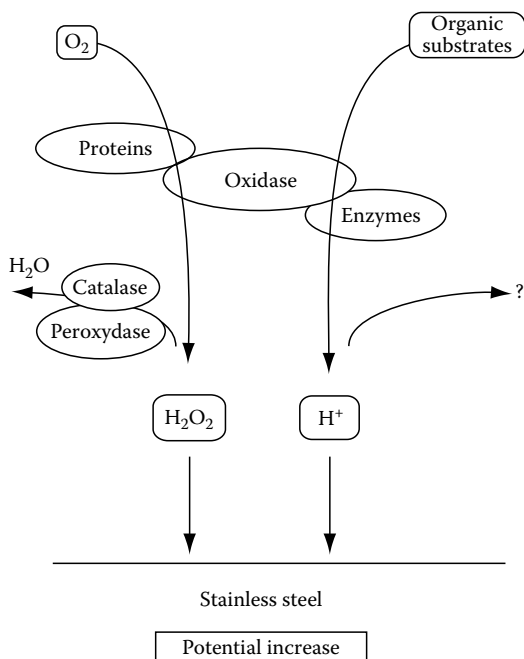 O₂
Organic
substrates
Proteins
Oxidase
Enzymes
H₂O
Catalase
Peroxydase
?
H₂O₂
H⁺
Stainless steel
Potential increase